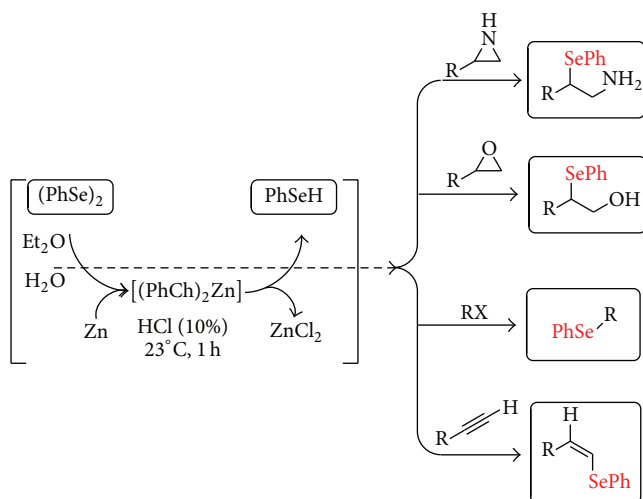 H
N
R
SePh
R
NH₂
O
R
SePh
R
OH
(PhSe)₂
PhSeH
Et₂O
H₂O
[(PhCh)₂Zn]
Zn
HCl (10%)
23°C, 1 h
ZnCl₂
RX
PhSe
R
R
H
H
R
SePh